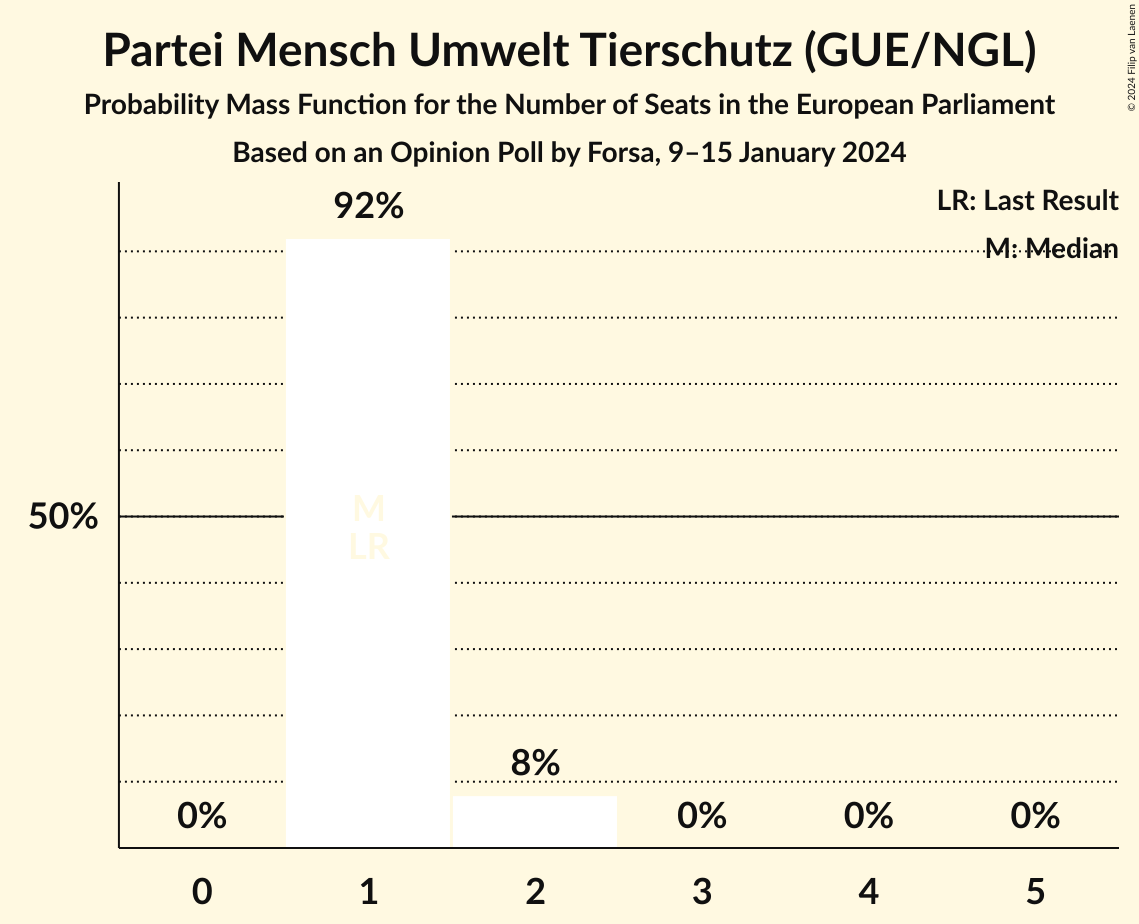 Partei Mensch Umwelt Tierschutz (GUE/NGL)
Probability Mass Function for the Number of Seats in the European Parliament
Based on an Opinion Poll by Forsa, 9–15 January 2024
© 2024 Filip van Laenen
LR: Last Result
M: Median
92%
50%
M
LR
8%
0%
0%
0%
0%
0 1 2 3 4 5